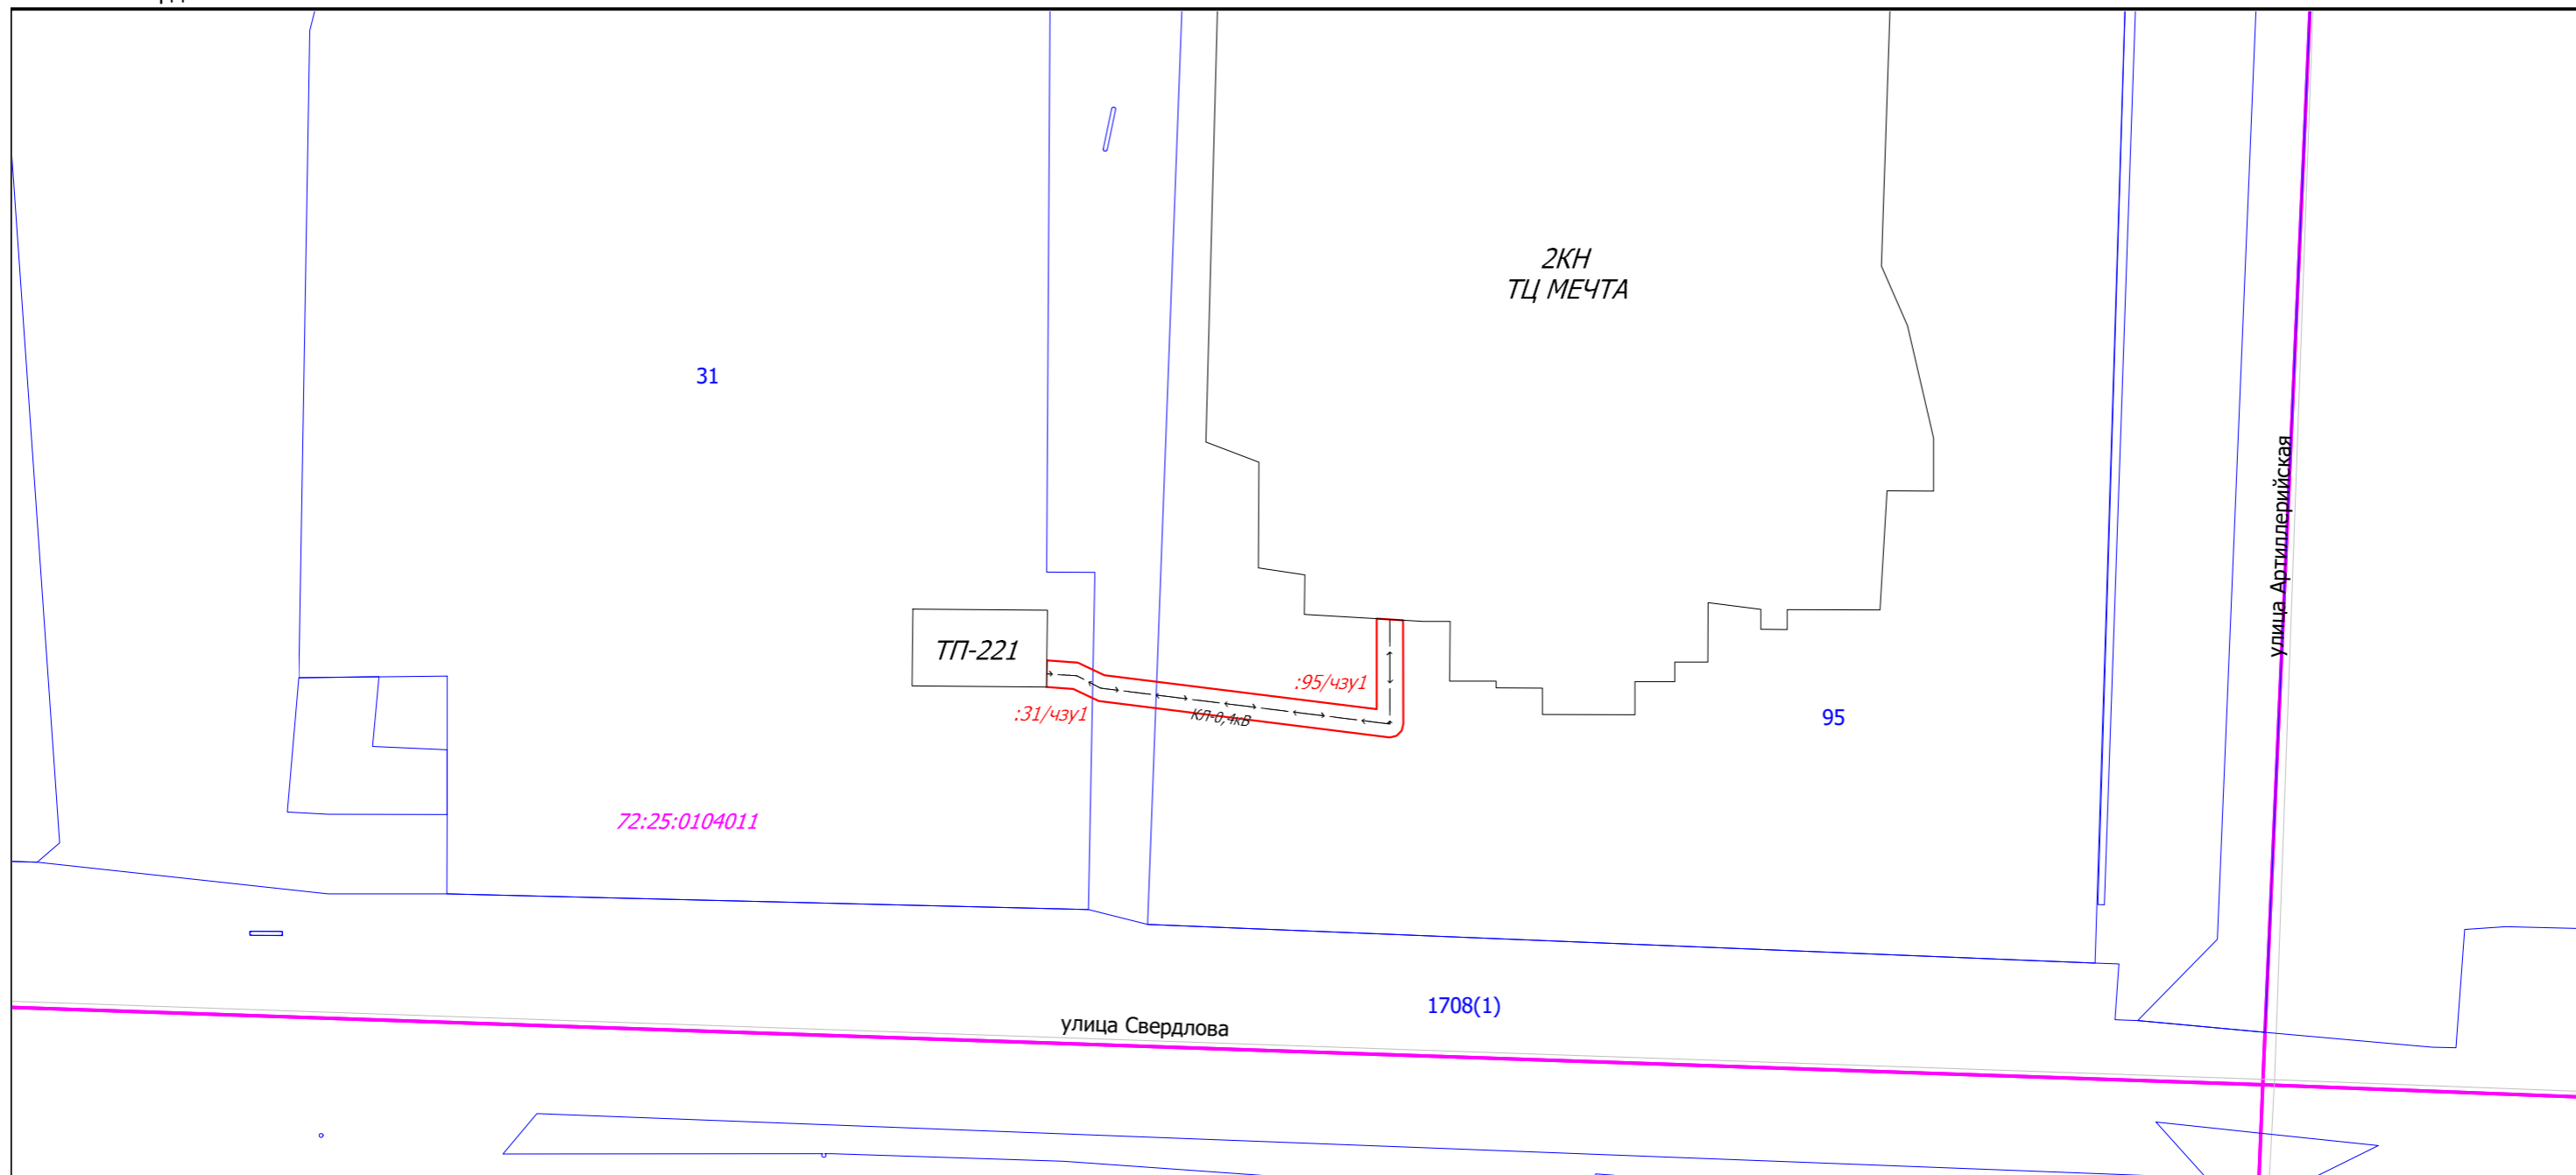 2КН
ТЦ МЕЧТА
31
улица Артиллерийская
ТП-221
:95/чзу1
:31/чзу1
КЛ-0,4кВ
95
72:25:0104011
1708(1)
улица Свердлова